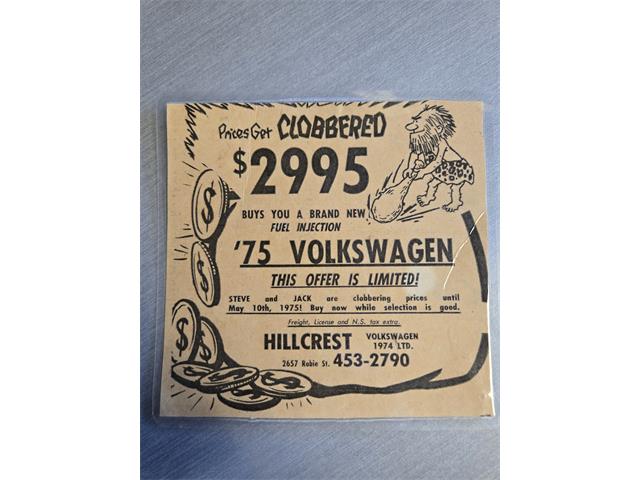 Prices Get CLOBBERED
$2995
BUYS YOU A BRAND NEW
FUEL INJECTION
'75 VOLKSWAGEN
THIS OFFER IS LIMITED!
STEVE and JACK are clobbering prices until
May 10th, 1975! Buy now while selection is good.
Freight, License and N.S. tax extra.
HILLCREST VOLKSWAGEN
1974 LTD.
2657 Robie St. 453-2790